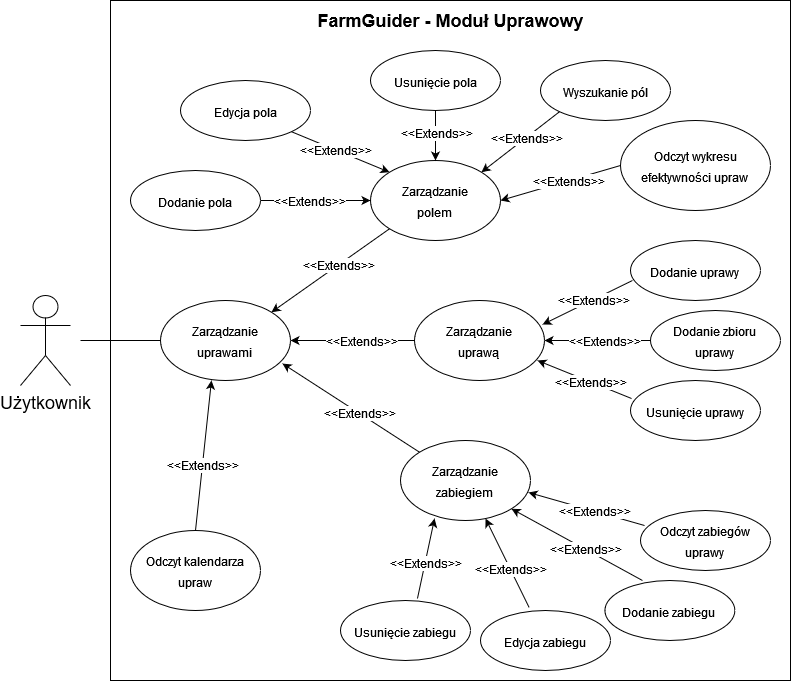 FarmGuider - Moduł Uprawowy
Usunięcie pola
Edycja pola
Wyszukanie pól
<<Extends>>
<<Extends>>
<<Extends>>
Odczyt wykresu
efektywności upraw
<<Extends>>
Dodanie pola
<<Extends>>
Zarządzanie
polem
<<Extends>>
Dodanie uprawy
<<Extends>>
Zarządzanie
uprawami
<<Extends>>
Zarządzanie
uprawą
<<Extends>>
Dodanie zbioru
uprawy
<<Extends>>
Usunięcie uprawy
Użytkownik
<<Extends>>
<<Extends>>
Zarządzanie
zabiegiem
<<Extends>>
Odczyt zabiegów
uprawy
<<Extends>>
Odczyt kalendarza
upraw
<<Extends>>
<<Extends>>
Dodanie zabiegu
Usunięcie zabiegu
Edycja zabiegu